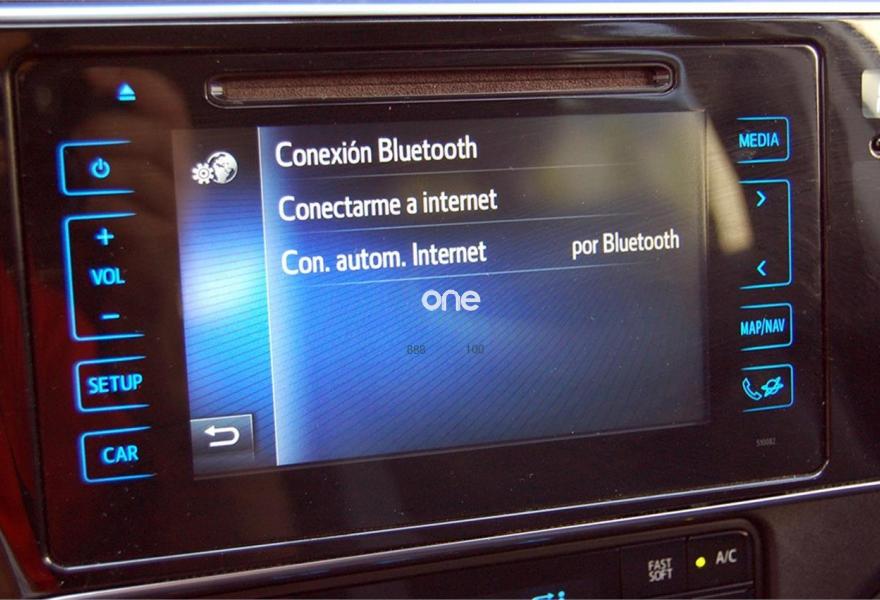 MEDIA
Conexión Bluetooth
Conectarme a internet
Con. autom. Internet por Bluetooth
+
VOL
−
>
<
one
888 100
MAP/NAV
SETUP
CAR
510082
FAST
SOFT
A/C